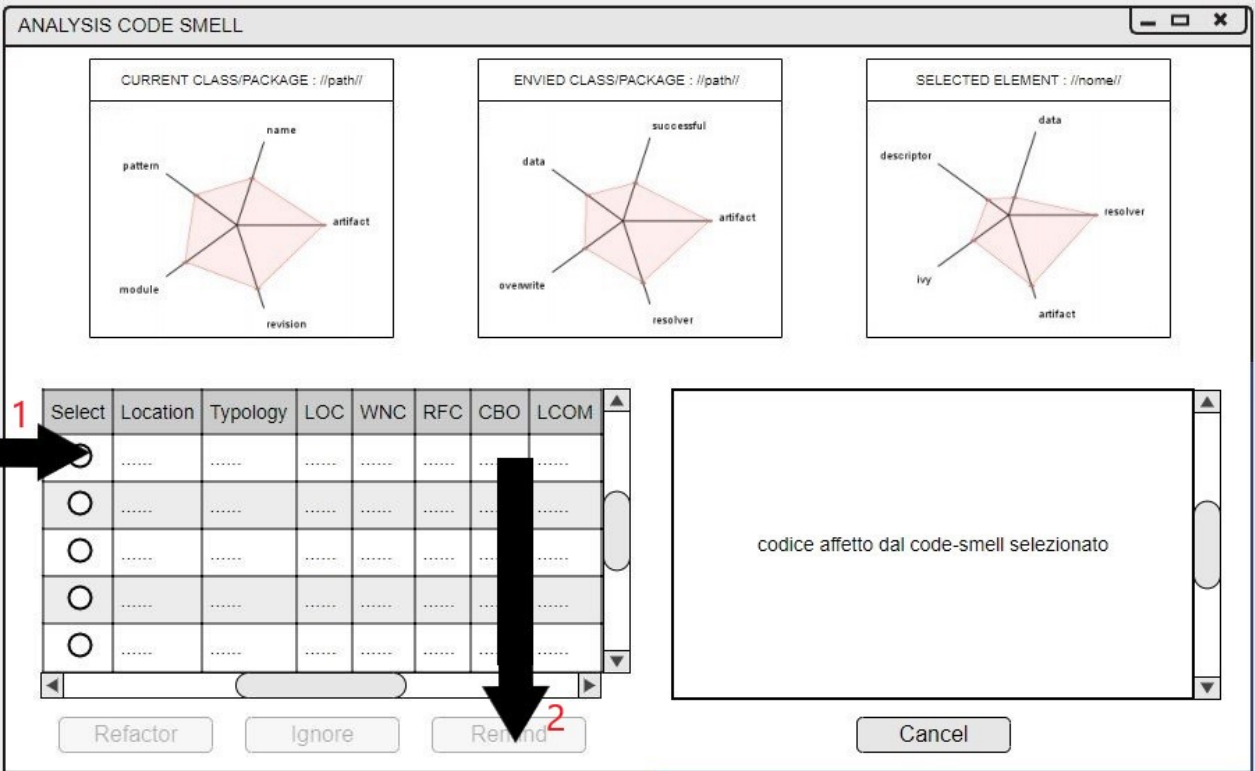 ANALYSIS CODE SMELL
CURRENT CLASS/PACKAGE : //path//
name
pattern
artifact
module
revision
ENVIED CLASS/PACKAGE : //path//
successful
data
artifact
overwrite
resolver
SELECTED ELEMENT : //nome//
data
descriptor
resolver
ivy
artifact
1
Select Location Typology LOC WNC RFC CBO LCOM
...... ...... ...... ...... ...... ...... ......
...... ...... ...... ...... ...... ...... ......
...... ...... ...... ...... ...... ...... ......
...... ...... ...... ...... ...... ...... ......
...... ...... ...... ...... ...... ...... ......
codice affetto dal code-smell selezionato
2
Refactor Ignore Remind
Cancel